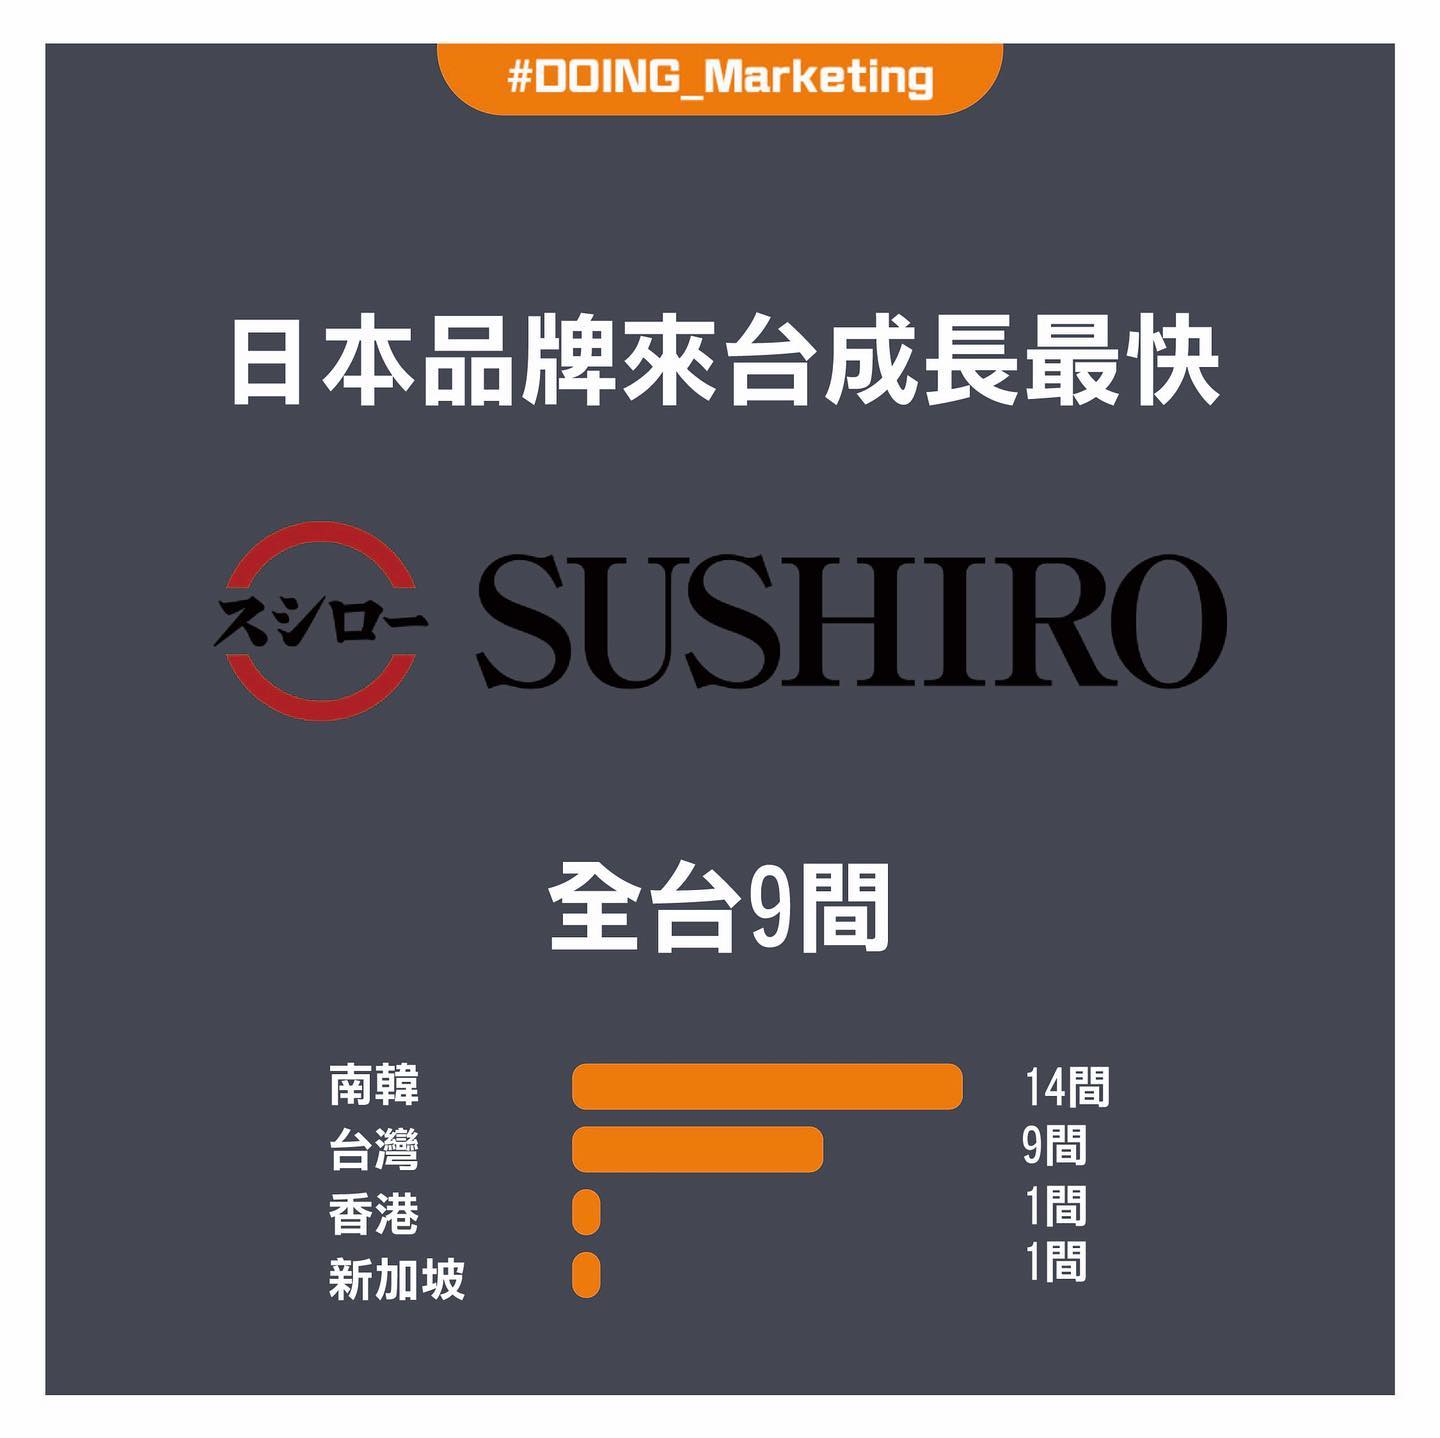 #DOING_Marketing
日本品牌來台成長最快
スシロー SUSHIRO
全台9間
南韓 14間
台灣 9間
香港 1間
新加坡 1間